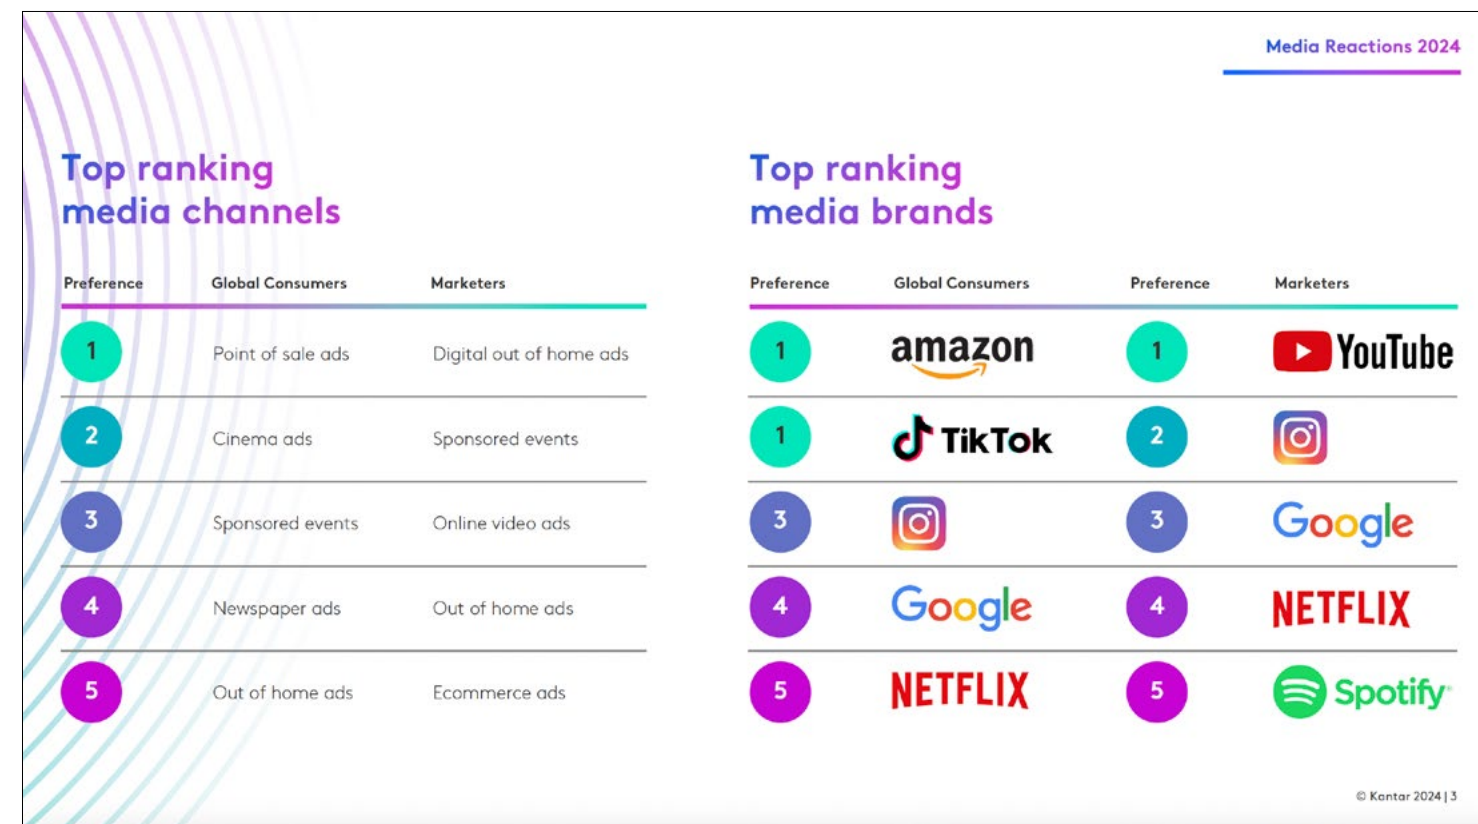 Media Reactions 2024
Top ranking
media channels
Preference Global Consumers Marketers
1 Point of sale ads Digital out of home ads
2 Cinema ads Sponsored events
3 Sponsored events Online video ads
4 Newspaper ads Out of home ads
5 Out of home ads Ecommerce ads
Top ranking
media brands
Preference Global Consumers Preference Marketers
1 amazon 1 YouTube
1 TikTok 2
3 3 Google
4 Google 4 NETFLIX
5 NETFLIX 5 Spotify
© Kantar 2024 | 3